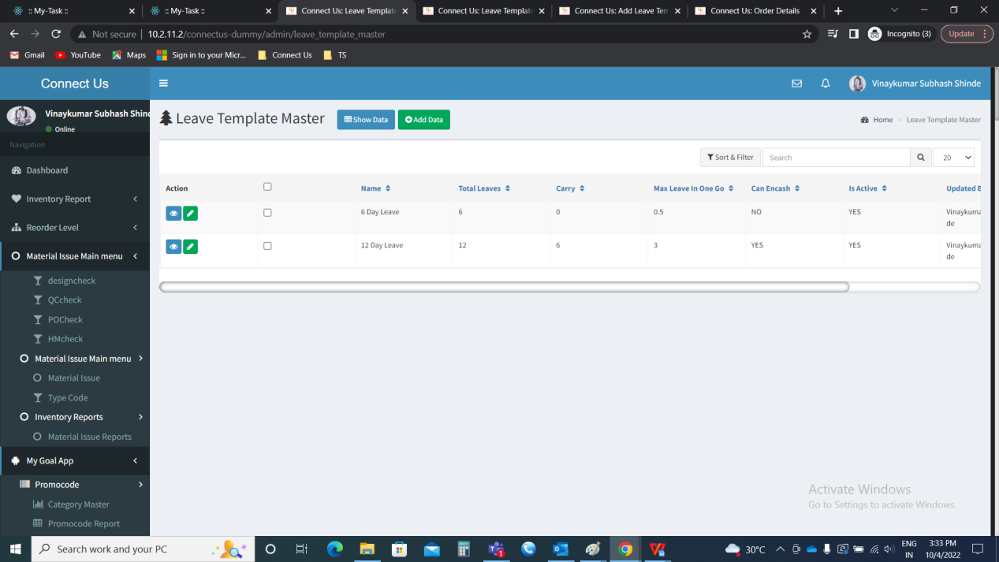 :: My-Task ::
:: My-Task ::
Connect Us: Leave Template
Connect Us: Leave Template
Connect Us: Add Leave Tem
Connect Us: Order Details
Not secure | 10.2.11.2/connectus-dummy/admin/leave_template_master
Incognito (3)
Update
Gmail
YouTube
Maps
Sign in to your Micr...
Connect Us
TS
Connect Us
Vinaykumar Subhash Shinde
Vinaykumar Subhash Shin
Online
Navigation
Dashboard
Inventory Report
Reorder Level
Material Issue Main menu
designcheck
QCcheck
POCheck
HMcheck
Material Issue Main menu
Material Issue
Type Code
Inventory Reports
Material Issue Reports
My Goal App
Promocode
Category Master
Promocode Report
Leave Template Master
Show Data
Add Data
Home > Leave Template Master
Sort & Filter
Search
20
Action Name Total Leaves Carry Max Leave In One Go Can Encash Is Active Updated B
6 Day Leave 6 0 0.5 NO YES Vinaykuma
de
12 Day Leave 12 6 3 YES YES Vinaykuma
de
Activate Windows
Go to Settings to activate Windows.
Search work and your PC
1
30°C
ENG
IN
3:33 PM
10/4/2022